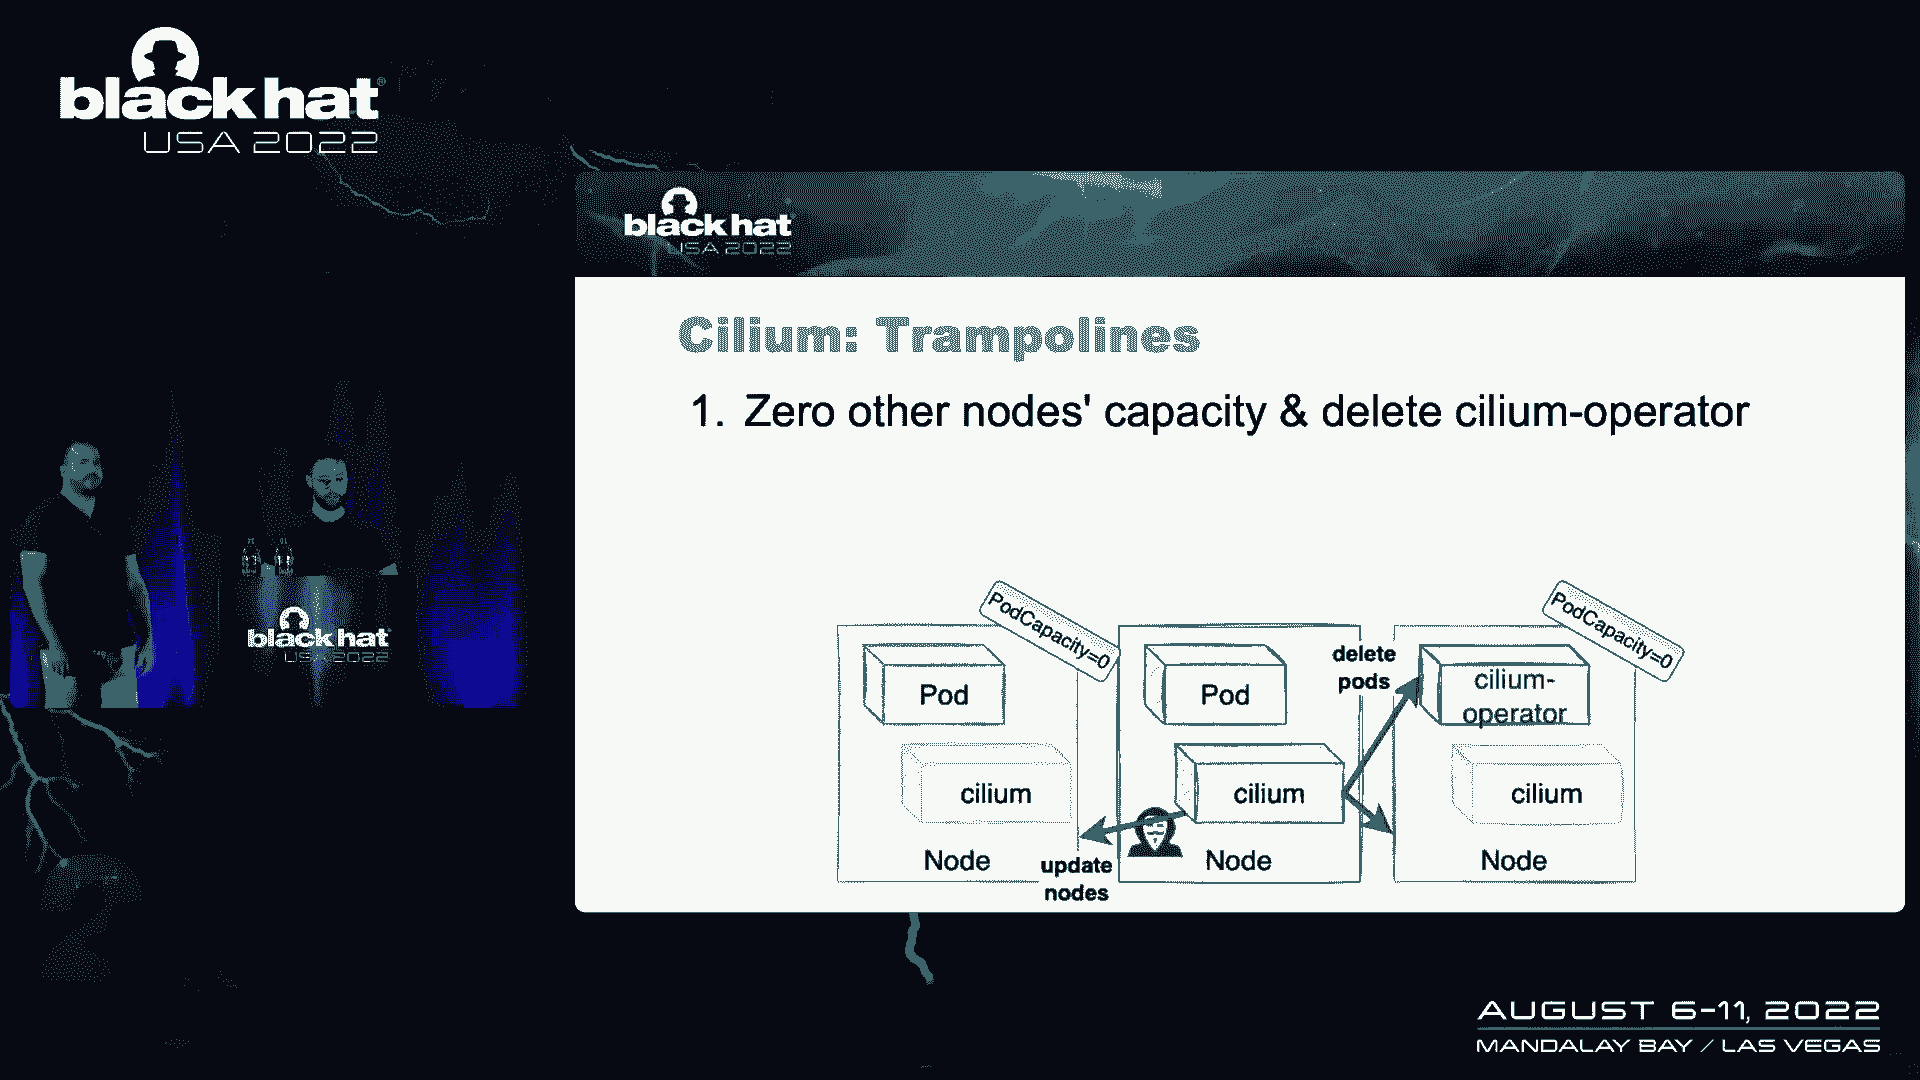 black hat®
USA 2022
black hat
USA 2022
Cilium: Trampolines
1. Zero other nodes' capacity & delete cilium-operator
PodCapacity=0
PodCapacity=0
Pod
Pod
delete
pods
cilium-
operator
cilium
cilium
cilium
Node
update
nodes
Node
Node
black hat
USA 2022
AUGUST 6-11, 2022
MANDALAY BAY / LAS VEGAS